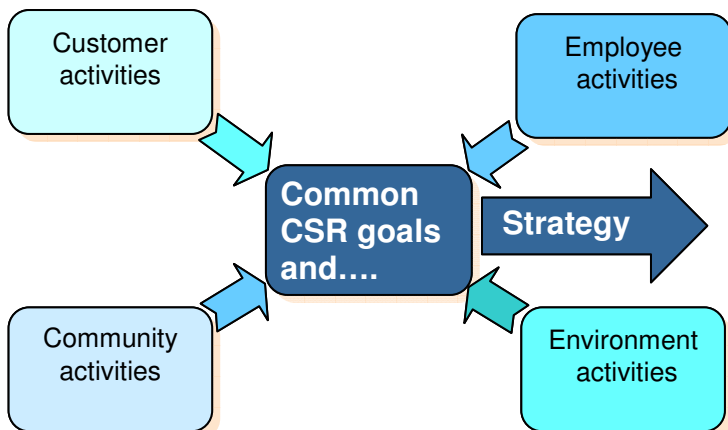 Customer
activities
Employee
activities
Common
CSR goals
and....
Strategy
Community
activities
Environment
activities